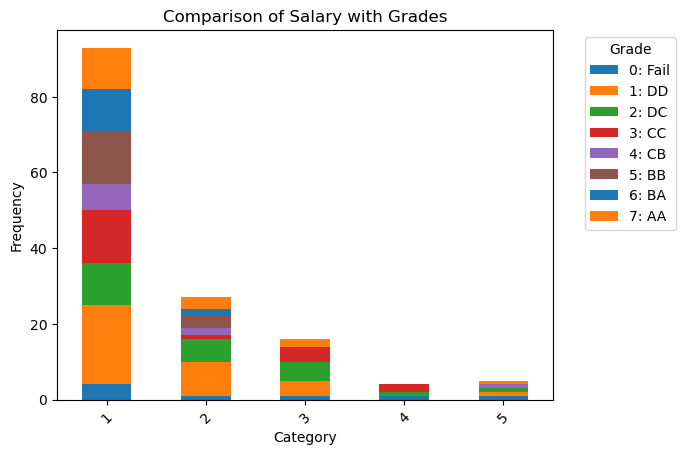 Comparison of Salary with Grades
Frequency
80
60
40
20
0
1
2
3
4
5
Category
Grade
0: Fail
1: DD
2: DC
3: CC
4: CB
5: BB
6: BA
7: AA